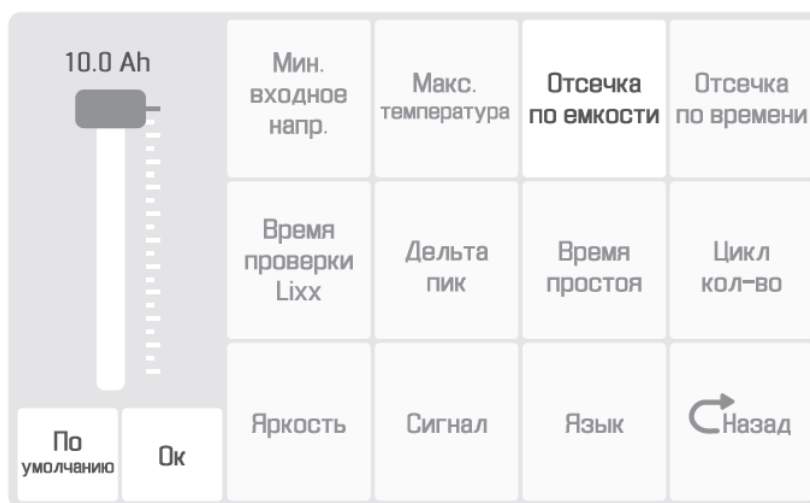 10.0 Ah
Мин.
входное
напр.
Макс.
температура
Отсечка
по емкости
Отсечка
по времени
Время
проверки
Lixx
Дельта
пик
Время
простоя
Цикл
кол-во
По
умолчанию
Ок
Яркость
Сигнал
Язык
Назад